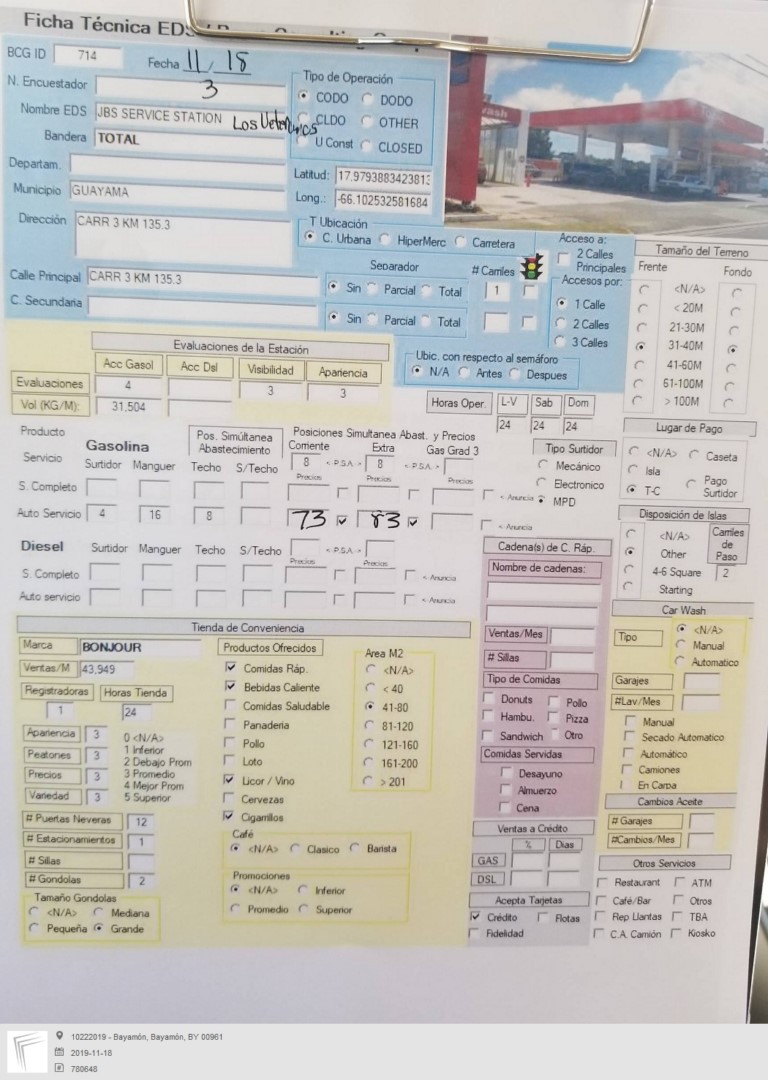 Ficha Técnica EDS /
BCG ID 714 Fecha 11/18
N. Encuestador 3
Nombre EDS JBS SERVICE STATION Los Veteranos
Bandera TOTAL
Departam.
Municipio GUAYAMA
Dirección CARR 3 KM 135.3
Calle Principal CARR 3 KM 135.3
C. Secundaria
Tipo de Operación
CODO DODO
CLDO OTHER
U Const CLOSED
Latitud: 17.9793883423813
Long.: -66.102532581684
T Ubicación
C. Urbana HiperMerc Carretera
Separador # Carriles
Sin Parcial Total 1
Sin Parcial Total
Acceso a:
2 Calles Principales
Accesos por:
1 Calle
2 Calles
3 Calles
Ubic. con respecto al semáforo
N/A Antes Despues
Tamaño del Terreno
Frente Fondo
<N/A>
< 20M
21-30M
31-40M
41-60M
61-100M
> 100M
Evaluaciones de la Estación
Acc Gasol Acc Dsl Visibilidad Apariencia
Evaluaciones 4 3 3
Vol (KG/M): 31,504
Horas Oper. L-V Sab Dom
24 24 24
Lugar de Pago
<N/A> Caseta
Isla
T-C Pago Surtidor
Producto Gasolina
Servicio Surtidor Manguer
Pos. Simúltanea Abastecimiento
Techo S/Techo
Posiciones Simultanea Abast. y Precios
Corriente Extra Gas Grad 3
8 < P.S.A. > 8 < P.S.A. >
Precios Precios Precios
S. Completo < Anuncia
Auto Servicio 4 16 8 73 83 < Anuncia
Tipo Surtidor
Mecánico
Electronico
MPD
Disposición de Islas
<N/A>
Other
4-6 Square
Starting
Carriles de Paso
2
Diesel Surtidor Manguer Techo S/Techo < P.S.A. >
Precios Precios
S. Completo < Anuncia
Auto servicio < Anuncia
Cadena(s) de C. Ráp.
Nombre de cadenas:
Ventas/Mes
# Sillas
Tipo de Comidas
Donuts Pollo
Hambu. Pizza
Sandwich Otro
Comidas Servidas
Desayuno
Almuerzo
Cena
Ventas a Crédito
% Dias
GAS
DSL
Acepta Tarjetas
Crédito Flotas
Fidelidad
Car Wash
Tipo <N/A>
Manual
Automatico
Garajes
#Lav/Mes
Manual
Secado Automatico
Automático
Camiones
En Carpa
Cambios Aceite
# Garajes
#Cambios/Mes
Otros Servicios
Restaurant ATM
Café/Bar Otros
Rep Llantas TBA
C.A. Camión Kiosko
Tienda de Conveniencia
Marca BONJOUR
Ventas/M 43,949
Registradoras Horas Tienda
1 24
Apariencia 3
Peatones 3
Precios 3
Variedad 3
0 <N/A>
1 Inferior
2 Debajo Prom
3 Promedio
4 Mejor Prom
5 Superior
# Puertas Neveras 12
# Estacionamientos 1
# Sillas
# Gondolas 2
Tamaño Gondolas
<N/A> Mediana
Pequeña Grande
Productos Ofrecidos
Comidas Ráp.
Bebidas Caliente
Comidas Saludable
Panaderia
Pollo
Loto
Licor / Vino
Cervezas
Cigarrillos
Area M2
<N/A>
< 40
41-80
81-120
121-160
161-200
> 201
Café
<N/A> Clasico Barista
Promociones
<N/A> Inferior
Promedio Superior
10222019 - Bayamón, Bayamón, BY 00961
2019-11-18
780648